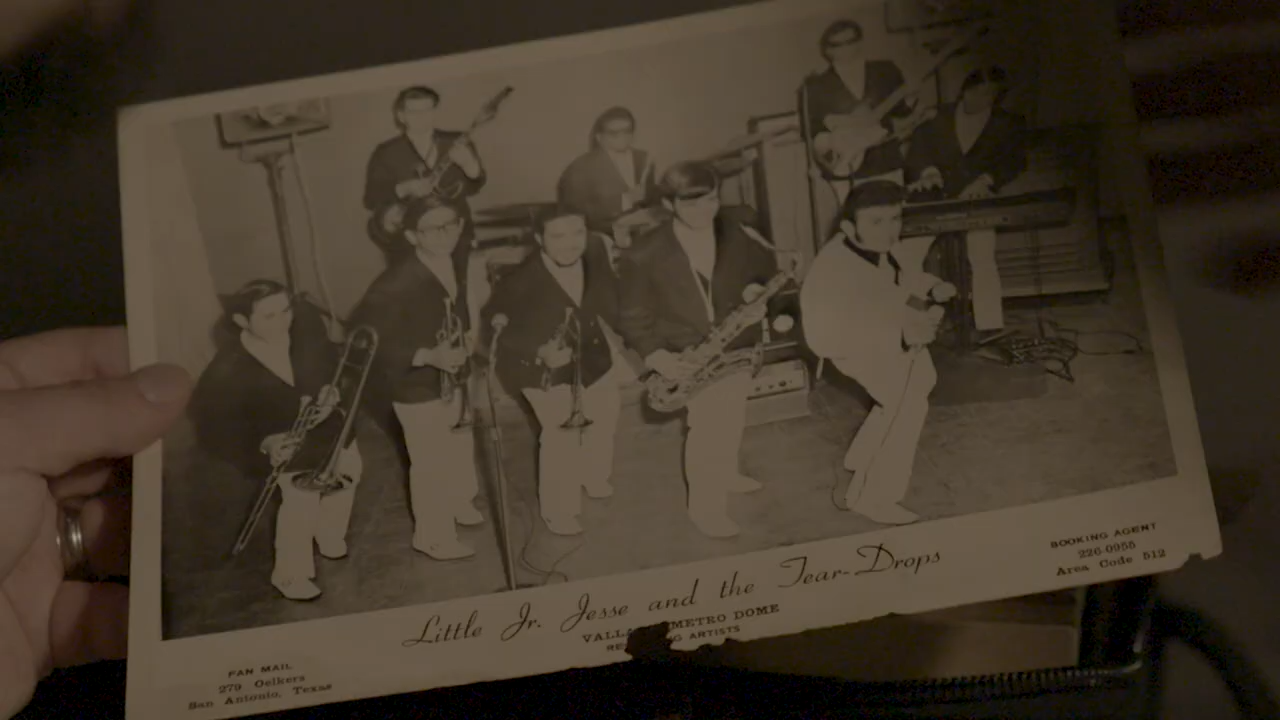 Little Jr. Jesse and the Tear-Drops
METRO DOME
ARTISTS
FAN MAIL
279 Oelkers
San Antonio, Texas
BOOKING AGENT
226-0955
Area Code 512